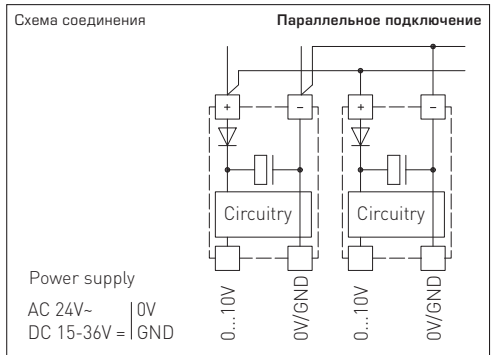 Схема соединения
Параллельное подключение
+ − + −
Circuitry
Circuitry
Power supply
AC 24V~ 0V
DC 15-36V = GND
0...10V
0V/GND
0...10V
0V/GND